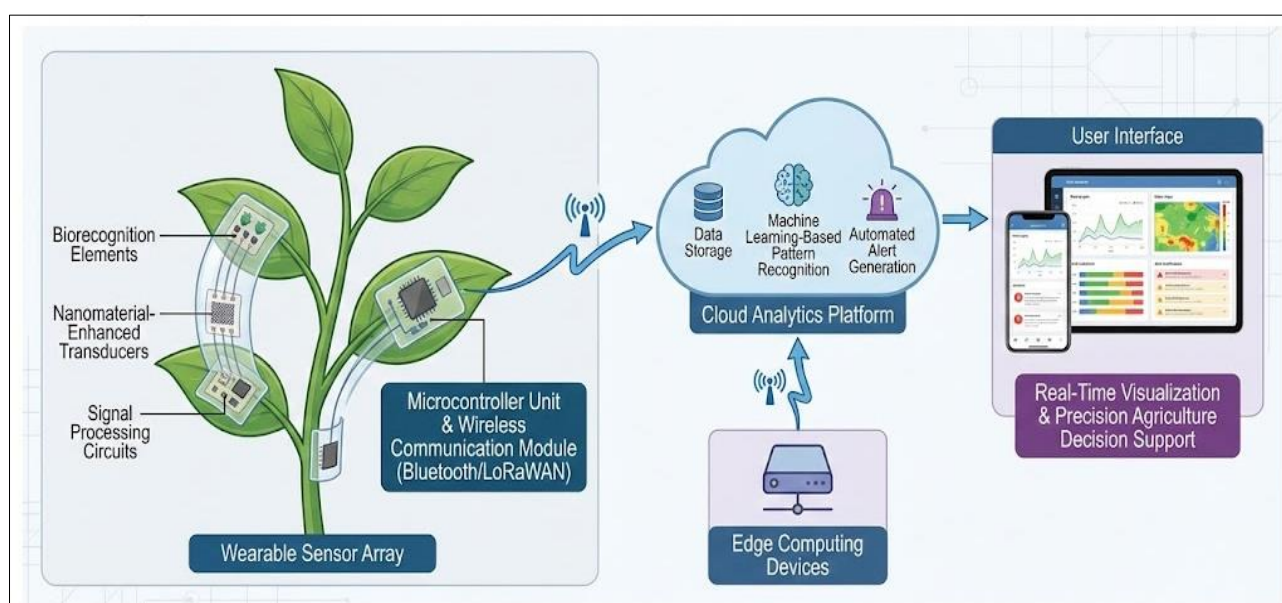 Biorecognition
Elements
Nanomaterial-
Enhanced
Transducers
Signal
Processing
Circuits
Microcontroller Unit
& Wireless
Communication Module
(Bluetooth/LoRaWAN)
Wearable Sensor Array
Data
Storage
Machine
Learning-Based
Pattern
Recognition
Automated
Alert
Generation
Cloud Analytics Platform
Edge Computing
Devices
User Interface
Real-Time Visualization
& Precision Agriculture
Decision Support